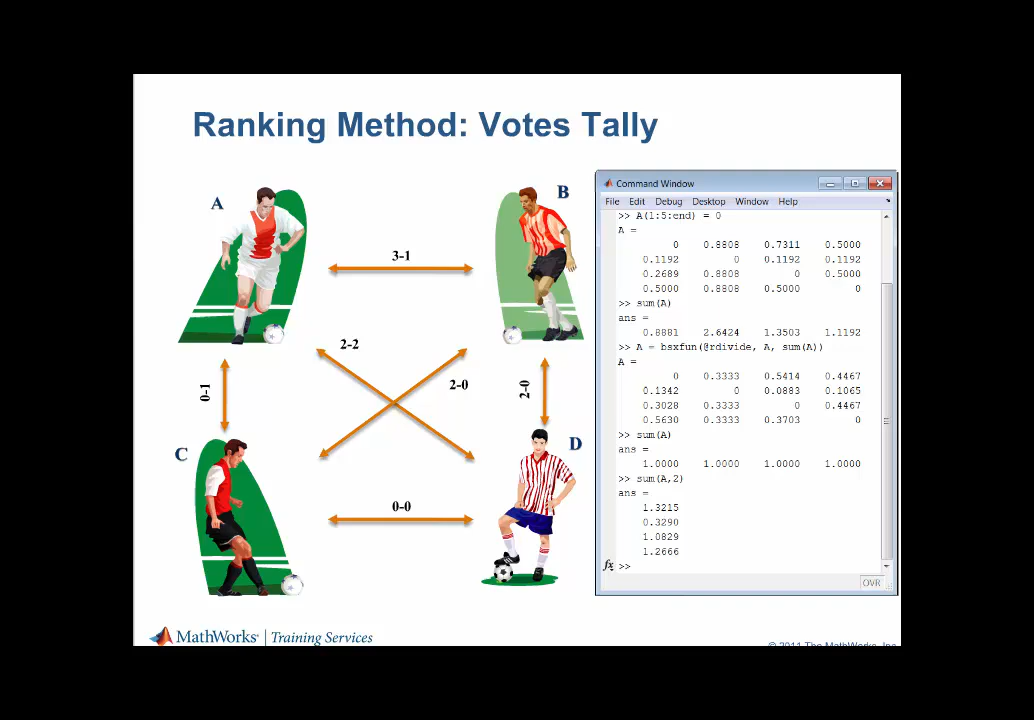 Ranking Method: Votes Tally
A
B
3-1
2-2
2-0
0-1
2-0
C
D
0-0
Command Window
File Edit Debug Desktop Window Help
>> A(1:5:end) = 0
A =
0 0.8808 0.7311 0.5000
0.1192 0 0.1192 0.1192
0.2689 0.8808 0 0.5000
0.5000 0.8808 0.5000 0
>> sum(A)
ans =
0.8881 2.6424 1.3503 1.1192
>> A = bsxfun(@rdivide, A, sum(A))
A =
0 0.3333 0.5414 0.4467
0.1342 0 0.0883 0.1065
0.3028 0.3333 0 0.4467
0.5630 0.3333 0.3703 0
>> sum(A)
ans =
1.0000 1.0000 1.0000 1.0000
>> sum(A,2)
ans =
1.3215
0.3290
1.0829
1.2666
fx >>
OVR
MathWorks® | Training Services
© 2011 The MathWorks, Inc